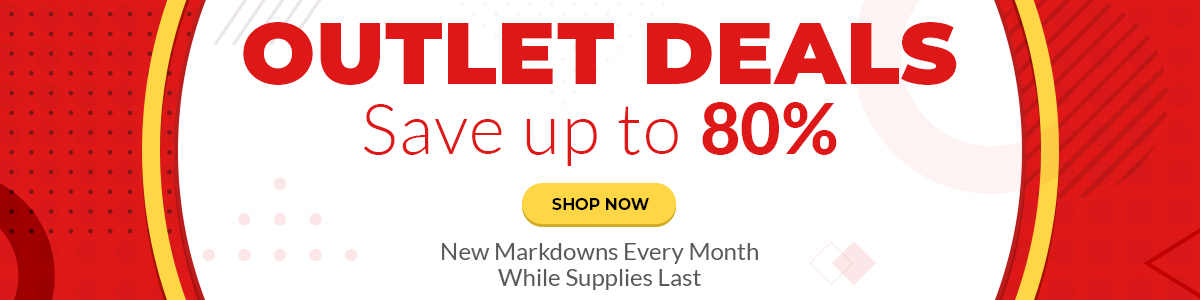 OUTLET DEALS
Save up to 80%
SHOP NOW
New Markdowns Every Month
While Supplies Last